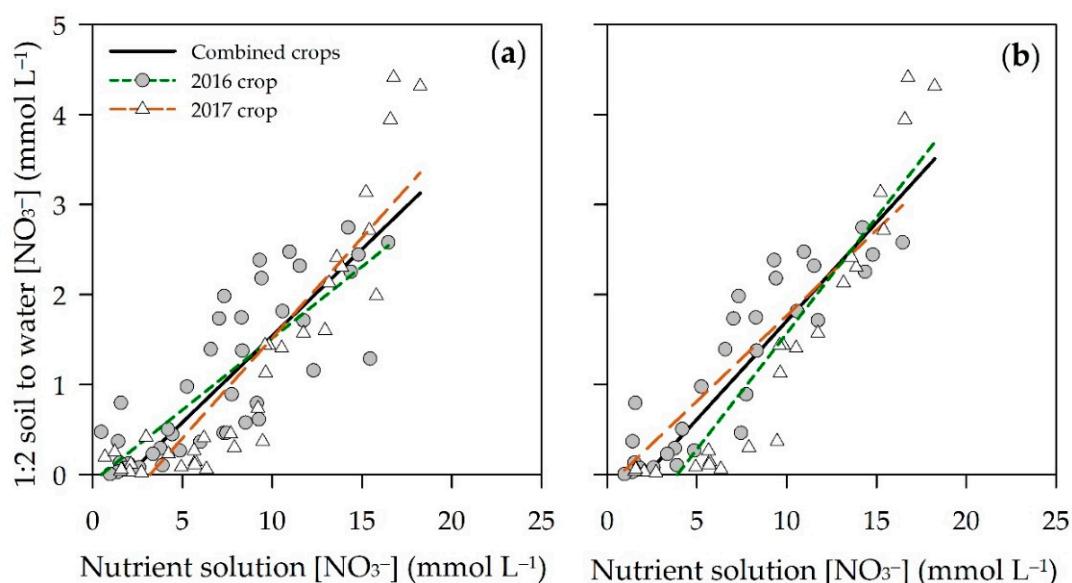 (a)
(b)
Combined crops
2016 crop
2017 crop
1:2 soil to water [NO₃⁻] (mmol L⁻¹)
5
4
3
2
1
0
0 5 10 15 20 25
0 5 10 15 20 25
Nutrient solution [NO₃⁻] (mmol L⁻¹)
Nutrient solution [NO₃⁻] (mmol L⁻¹)